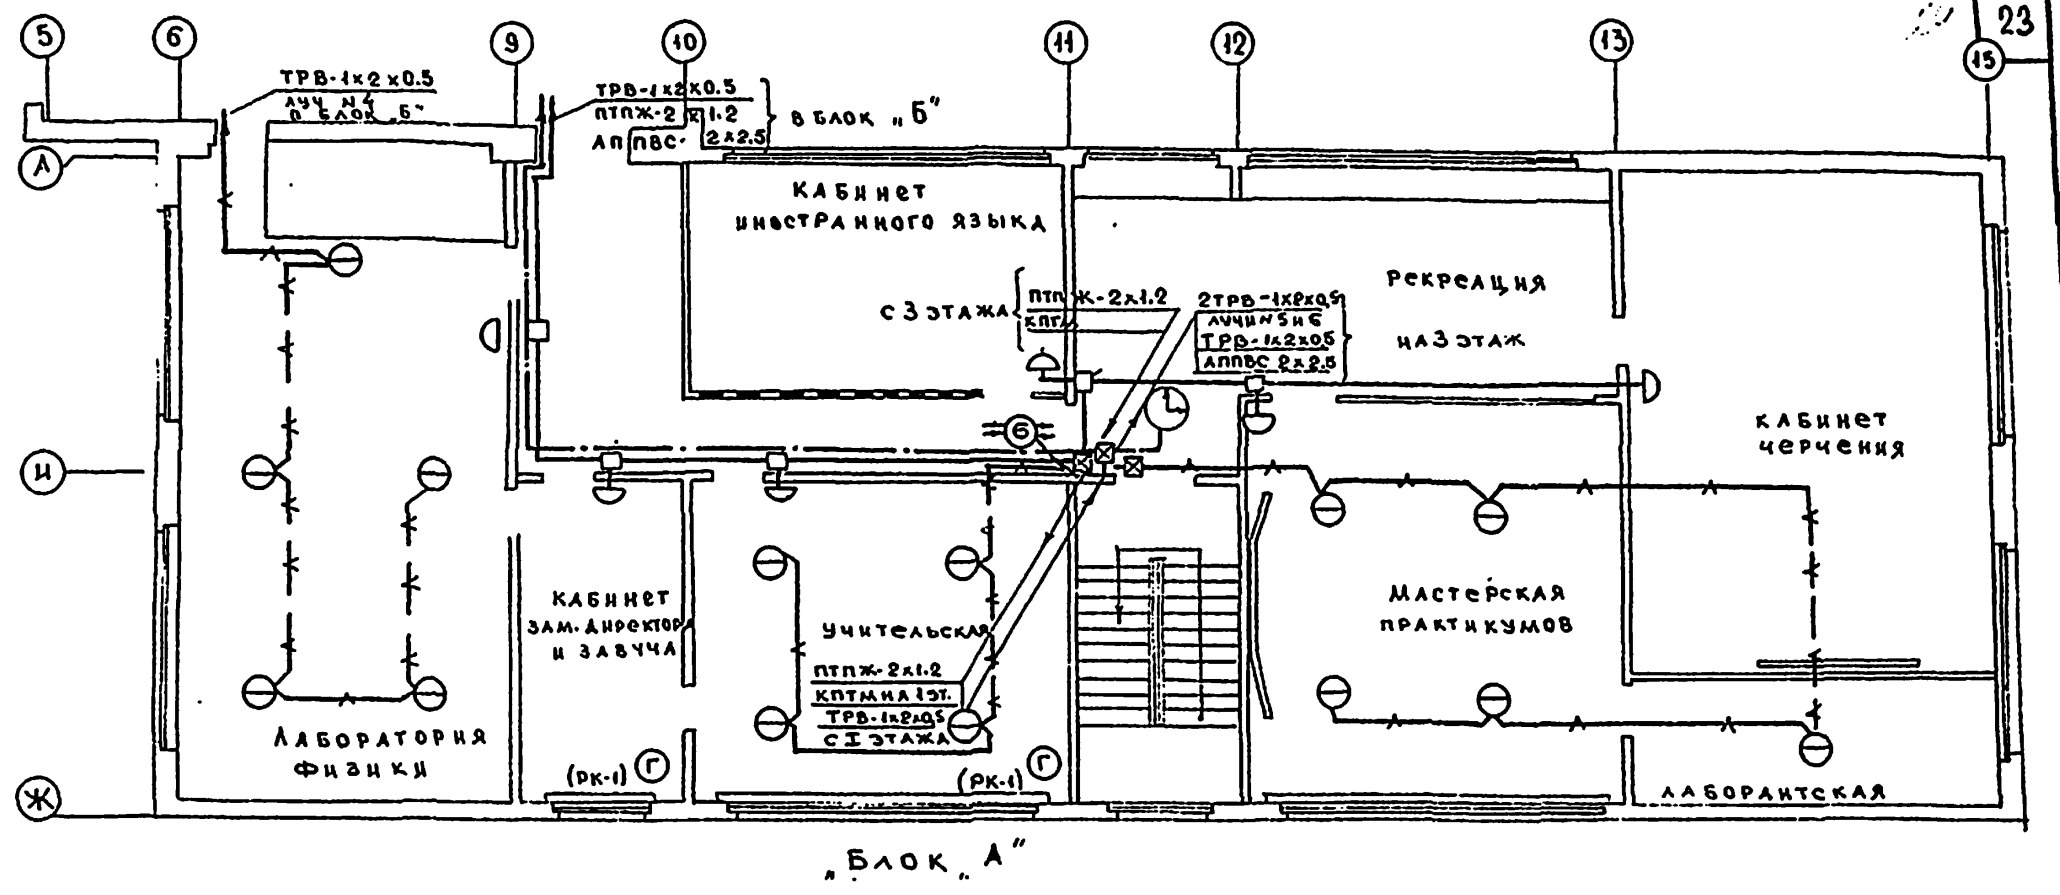 5
6
9
10
11
12
13
15
23
А
И
Ж
ТРВ-1х2х0.5
ЛУЧ N4
П БЛОК „Б"
ТРВ-1х2х0.5
ПТПЖ-2х1.2
АППВС-2х2.5
В БЛОК „Б"
КАБИНЕТ
ИНОСТРАННОГО ЯЗЫКА
С 3 ЭТАЖА
ПТПЖ-2х1.2
КПТМ
2ТРВ-1х2х0,5
ЛУЧИ N5 И 6
ТРВ-1х2х0.5
АППВС 2х2.5
НА 3 ЭТАЖ
РЕКРЕАЦИЯ
КАБИНЕТ
ЧЕРЧЕНИЯ
6
КАБИНЕТ
ЗАМ. ДИРЕКТОРА
И ЗАВУЧА
УЧИТЕЛЬСКАЯ
ПТПЖ-2х1.2
КПТМ НА 1 ЭТ.
ТРВ-1х2х0,5
С I ЭТАЖА
МАСТЕРСКАЯ
ПРАКТИКУМОВ
ЛАБОРАТОРИЯ
ФИЗИКИ
(РК-1) Г
(РК-1) Г
ЛАБОРАНТСКАЯ
„БЛОК „А"